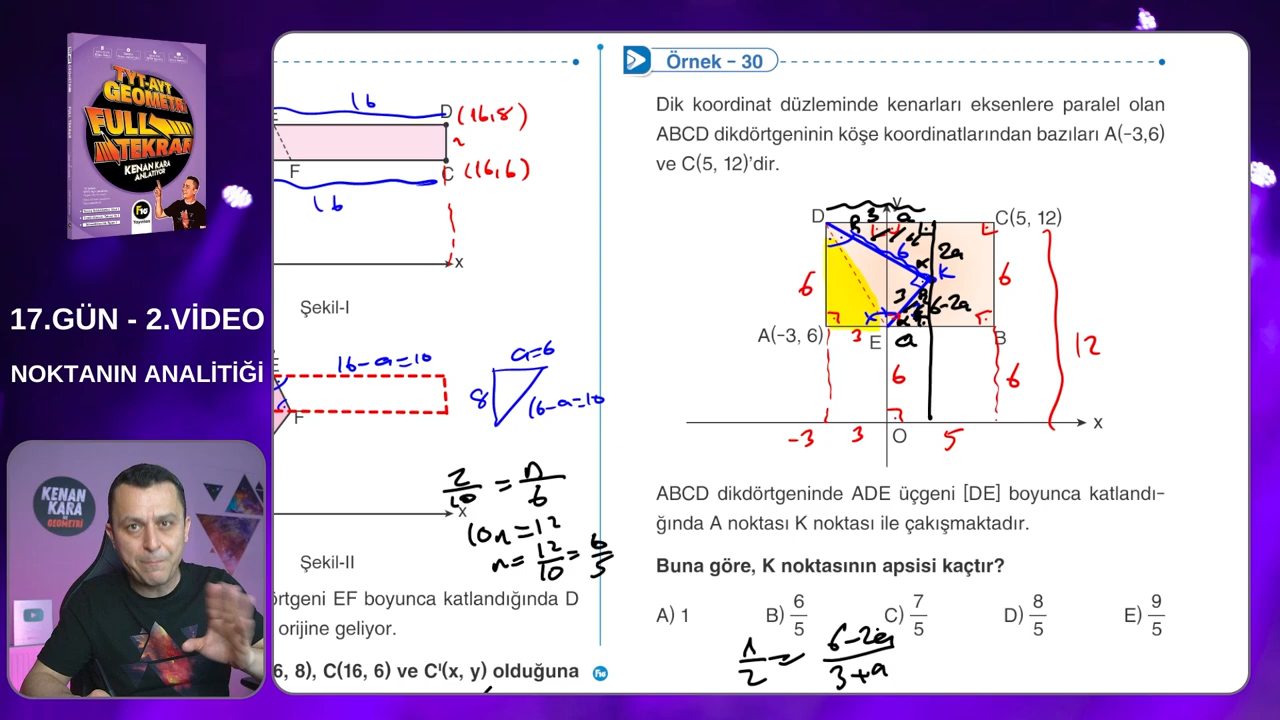 TYT-AYT
GEOMETRİ
FULL
TEKRAR
KENAN KARA
ANLATIYOR
17.GÜN - 2.VİDEO
NOKTANIN ANALİTİĞİ
KENAN
KARA
ile
GEOMETRİ
16
D (16,8)
2
F
C (16,6)
16
x
Şekil-I
16-a=10
a=6
8
16-a=10
F
x
2/10 = n/6
10n=12
n= 12/10 = 6/5
Şekil-II
örtgeni EF boyunca katlandığında D
orijine geliyor.
6, 8), C(16, 6) ve C'(x, y) olduğuna
Örnek – 30
Dik koordinat düzleminde kenarları eksenlere paralel olan
ABCD dikdörtgeninin köşe koordinatlarından bazıları A(–3,6)
ve C(5, 12)'dir.
y
3 a
D
C(5, 12)
6
2a
K
6
6
3
6-2a
A(–3, 6)
3
E
a
B
12
6
6
x
-3
3
O
5
ABCD dikdörtgeninde ADE üçgeni [DE] boyunca katlandı-
ğında A noktası K noktası ile çakışmaktadır.
Buna göre, K noktasının apsisi kaçtır?
A) 1 B) 6/5 C) 7/5 D) 8/5 E) 9/5
1/2 = 6-2a/3+a